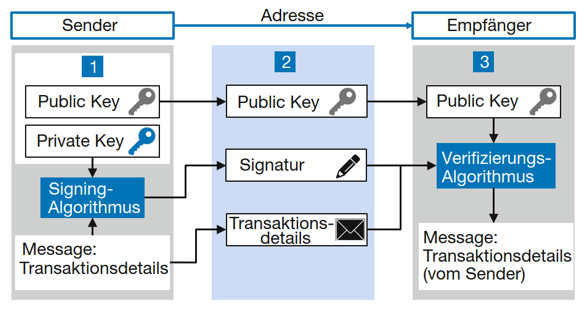 Sender
Adresse
Empfänger
1
Public Key
Private Key
Signing-
Algorithmus
Message:
Transaktionsdetails
2
Public Key
Signatur
Transaktions-
details
3
Public Key
Verifizierungs-
Algorithmus
Message:
Transaktionsdetails
(vom Sender)